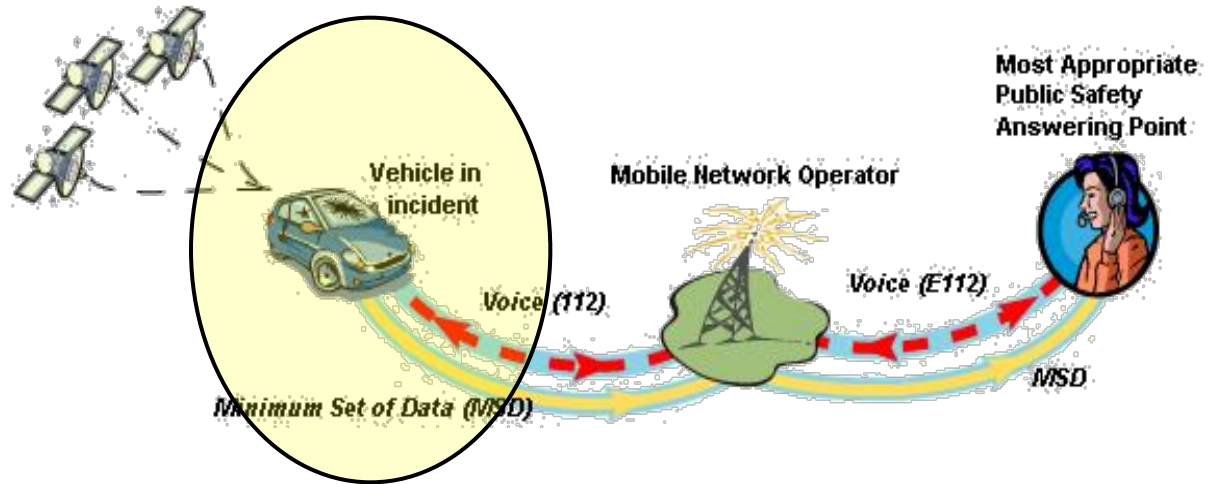 Most Appropriate
Public Safety
Answering Point
Vehicle in
incident
Mobile Network Operator
Voice (112)
Voice (E112)
Minimum Set of Data (MSD)
MSD